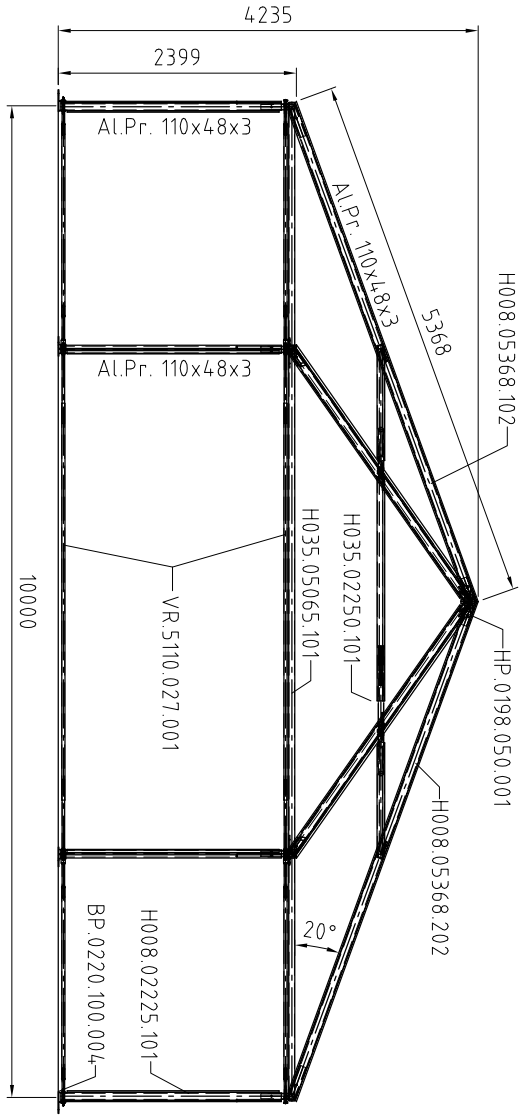 4235
2399
Al.Pr. 110x48x3
Al.Pr. 110x48x3
5368
H008.05368.102
Al.Pr. 110x48x3
H035.05065.101
H035.02250.101
10000
VR.5110.027.001
HP.0198.050.001
H008.05368.202
20°
H008.02225.101
BP.0220.100.004